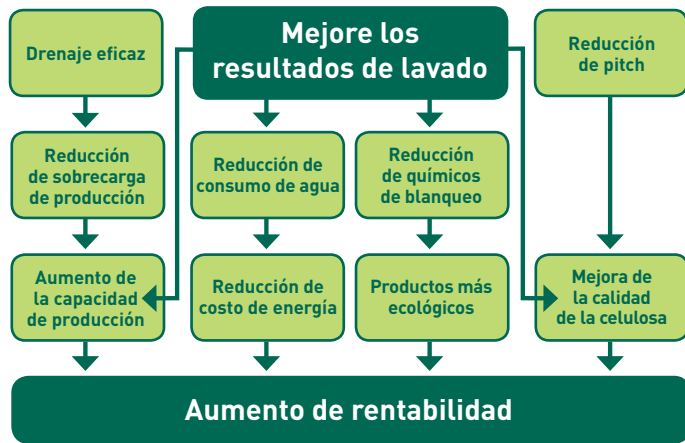 Drenaje eficaz
Mejore los
resultados de lavado
Reducción
de pitch
Reducción
de sobrecarga
de producción
Reducción de
consumo de agua
Reducción
de químicos
de blanqueo
Aumento de
la capacidad
de producción
Reducción de
costo de energía
Productos más
ecológicos
Mejora de
la calidad
de la celulosa
Aumento de rentabilidad